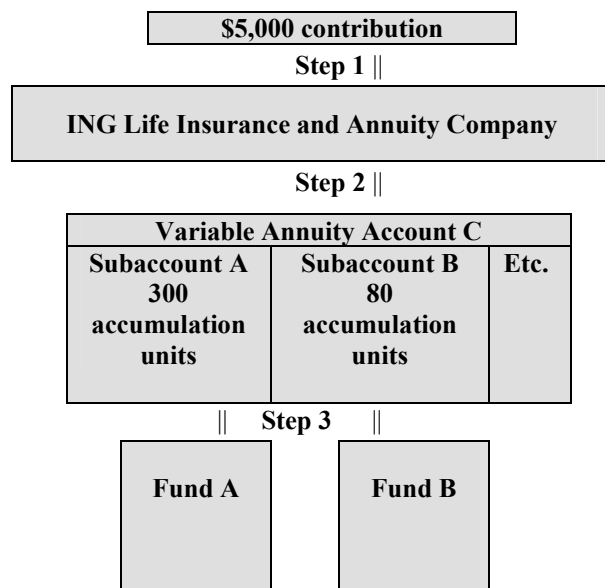 $5,000 contribution
Step 1 ||
ING Life Insurance and Annuity Company
Step 2 ||
Variable Annuity Account C
Subaccount A
300
accumulation
units
Subaccount B
80
accumulation
units
Etc.
|| Step 3 ||
Fund A
Fund B